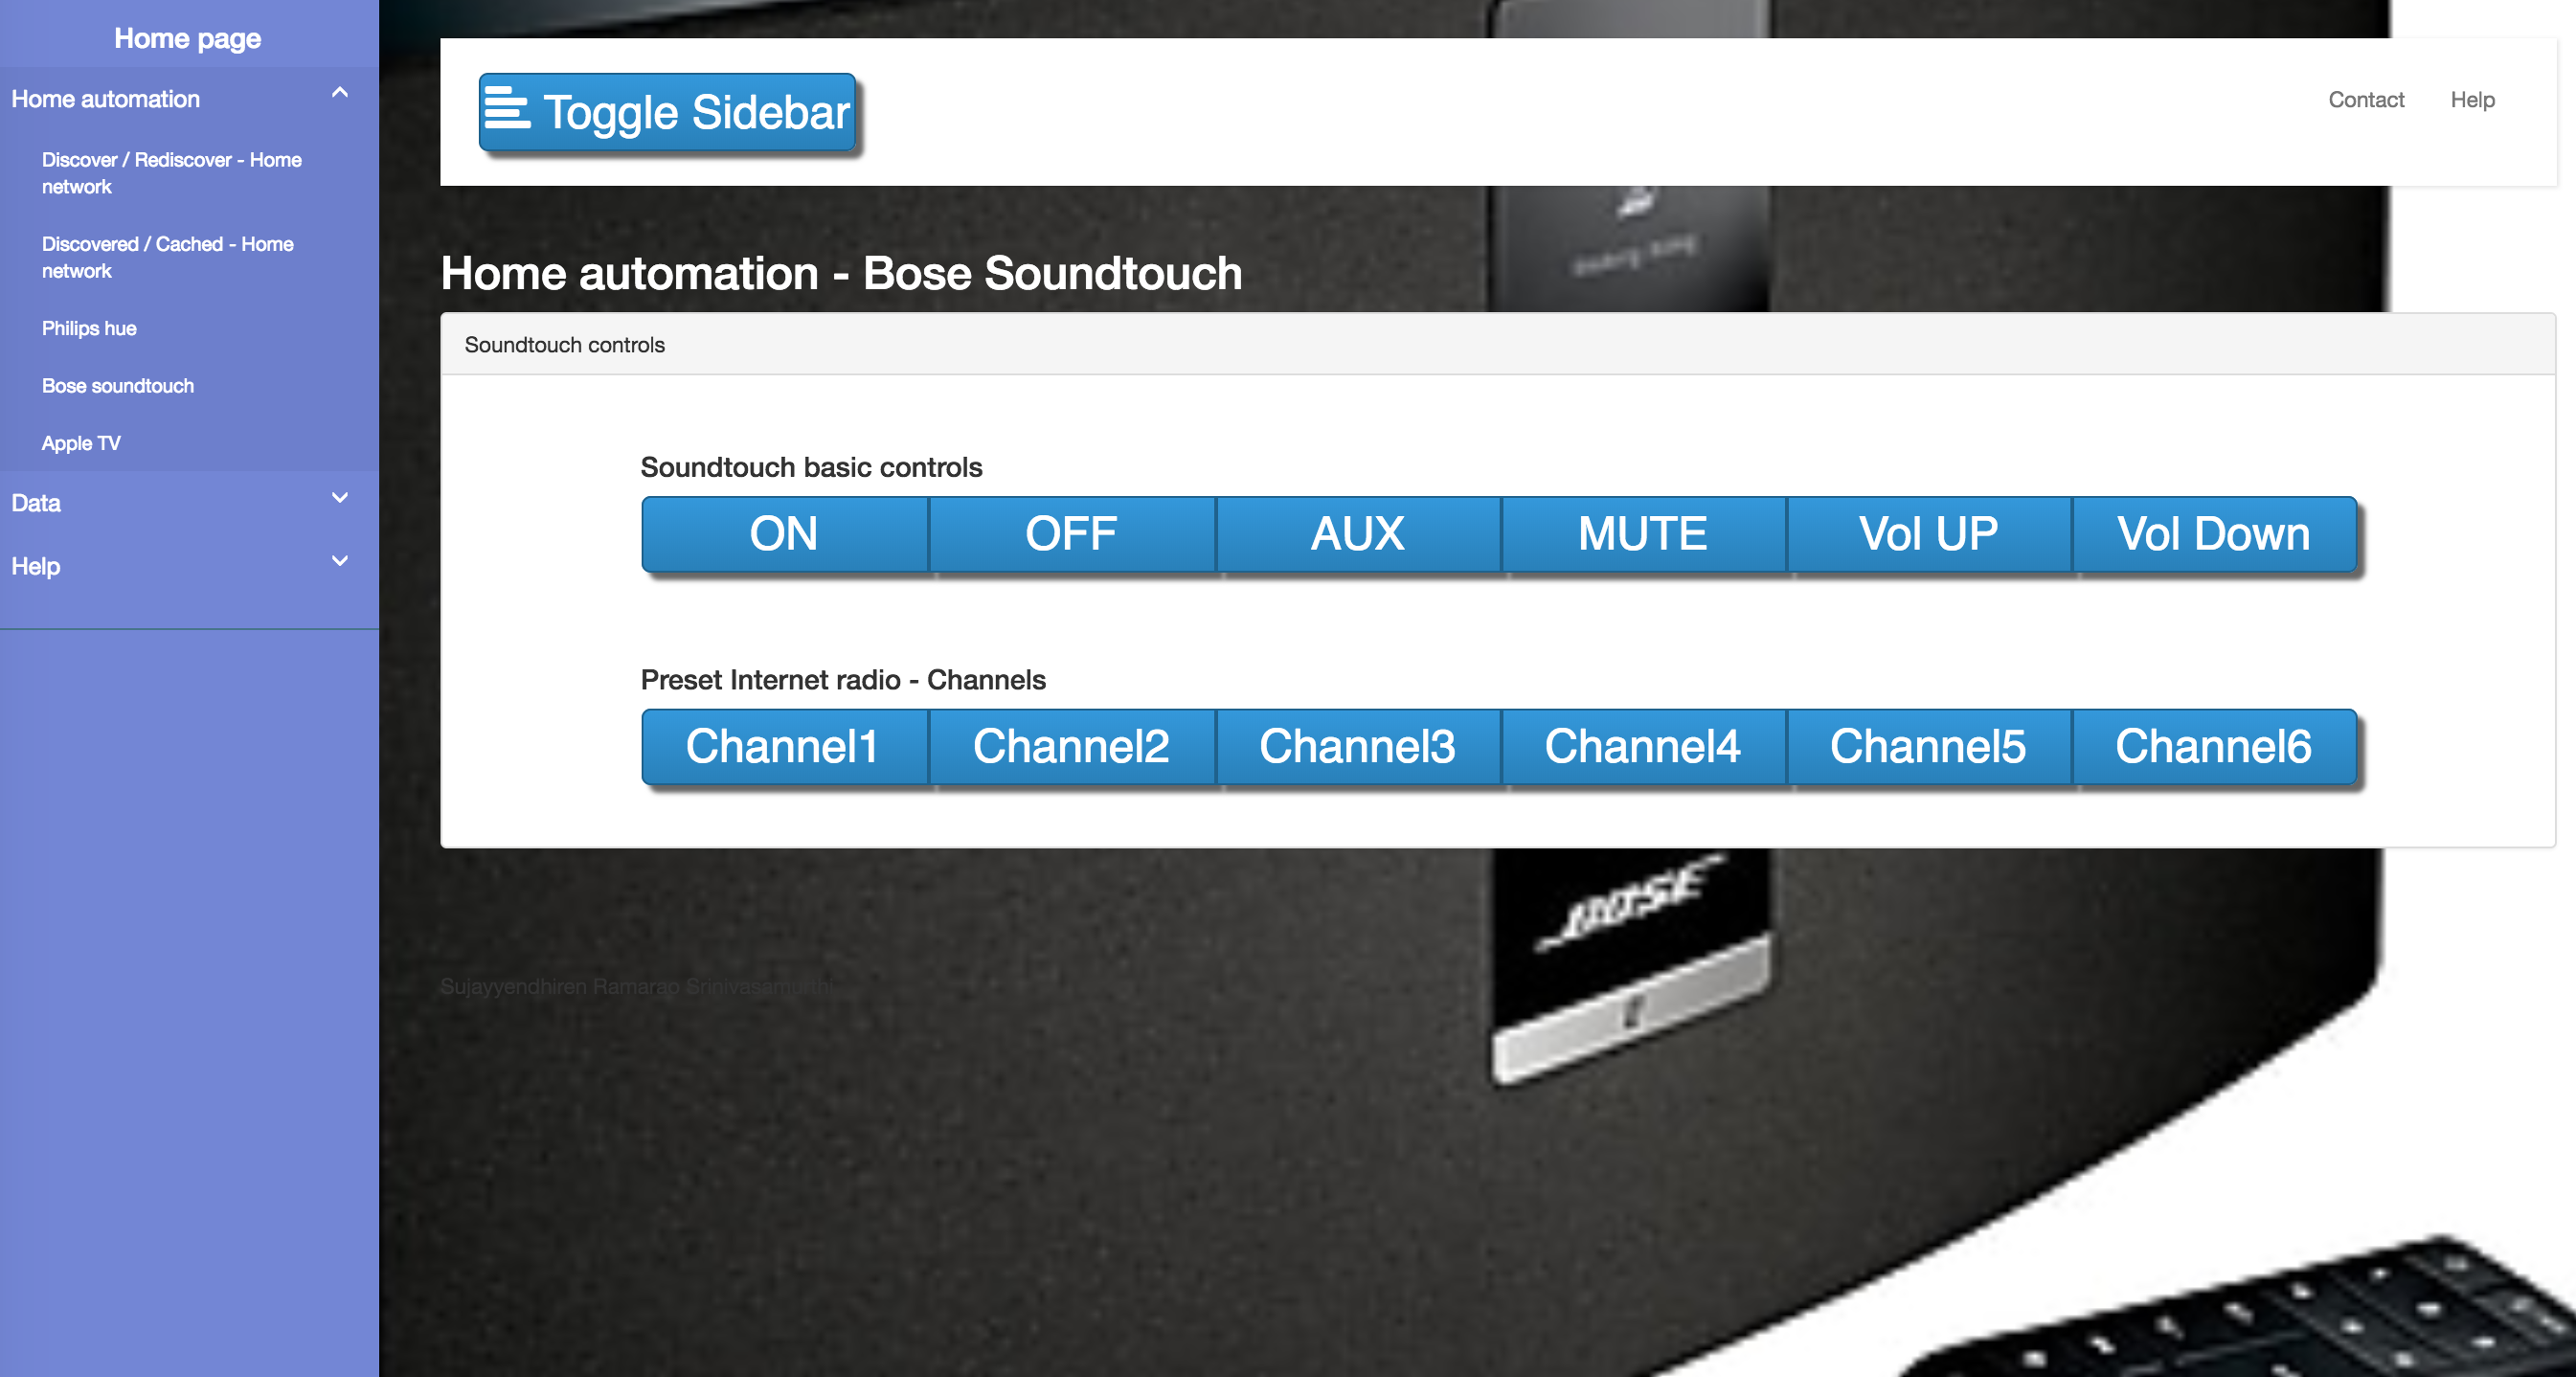 Home page
Home automation
Discover / Rediscover - Home
network
Discovered / Cached - Home
network
Philips hue
Bose soundtouch
Apple TV
Data
Help
Toggle Sidebar
Contact
Help
Home automation - Bose Soundtouch
Soundtouch controls
Soundtouch basic controls
ON
OFF
AUX
MUTE
Vol UP
Vol Down
Preset Internet radio - Channels
Channel1
Channel2
Channel3
Channel4
Channel5
Channel6
BOSE
Sujayyendhiren Ramarao Srinivasamurthi